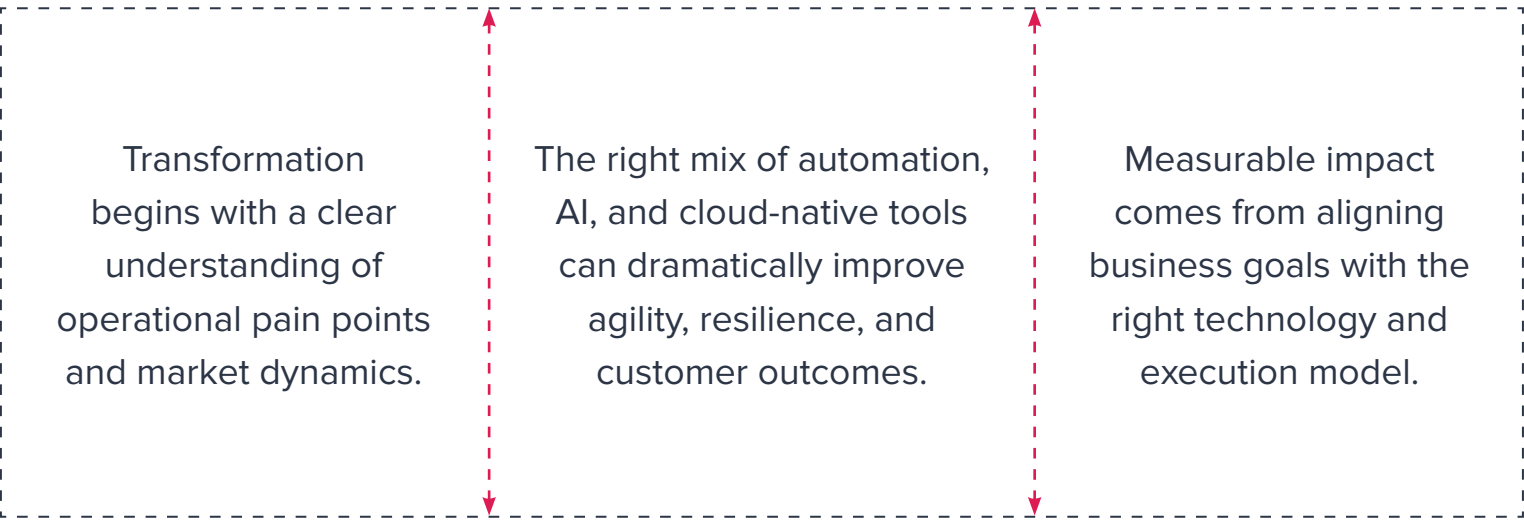 Transformation
begins with a clear
understanding of
operational pain points
and market dynamics.
The right mix of automation,
AI, and cloud-native tools
can dramatically improve
agility, resilience, and
customer outcomes.
Measurable impact
comes from aligning
business goals with the
right technology and
execution model.